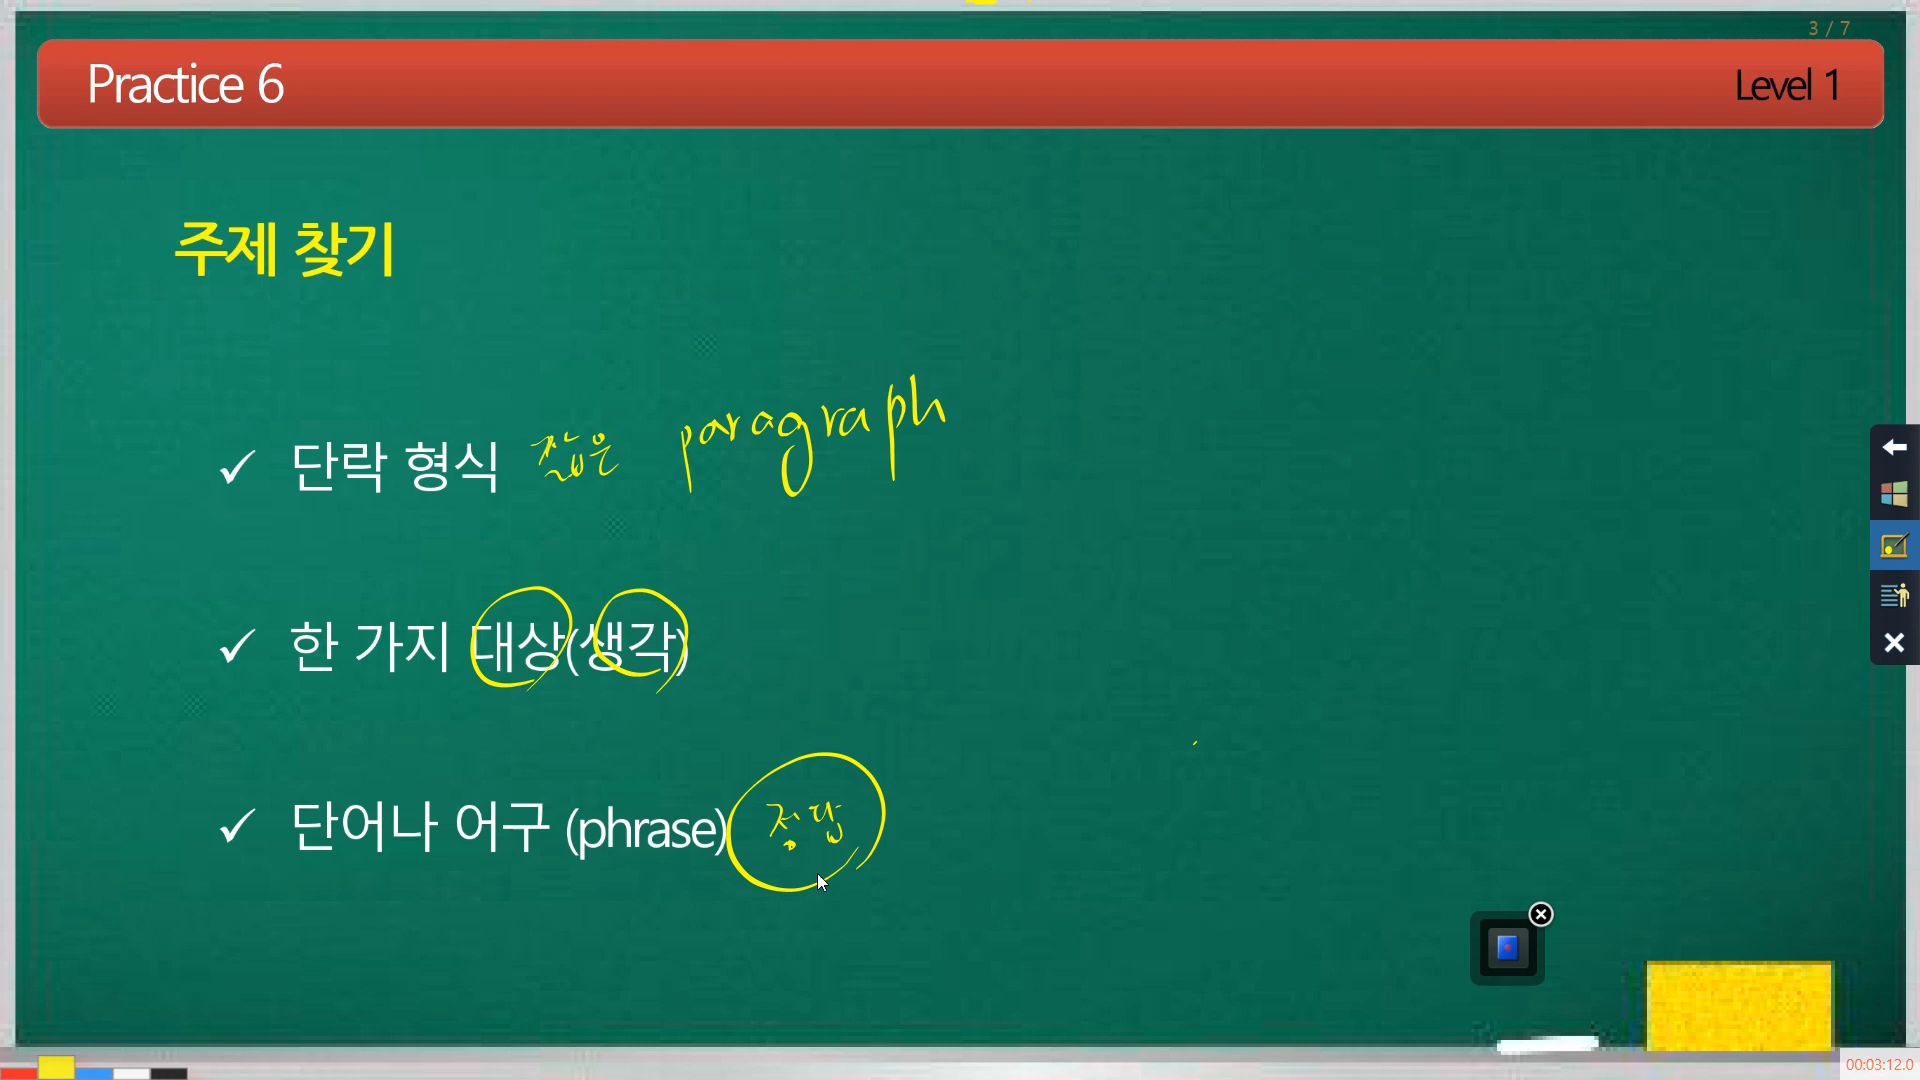 3 / 7
Practice 6 Level 1
주제 찾기
✓ 단락 형식 짧은 paragraph
✓ 한 가지 대상(생각)
✓ 단어나 어구 (phrase) 정답
00:03:12.0